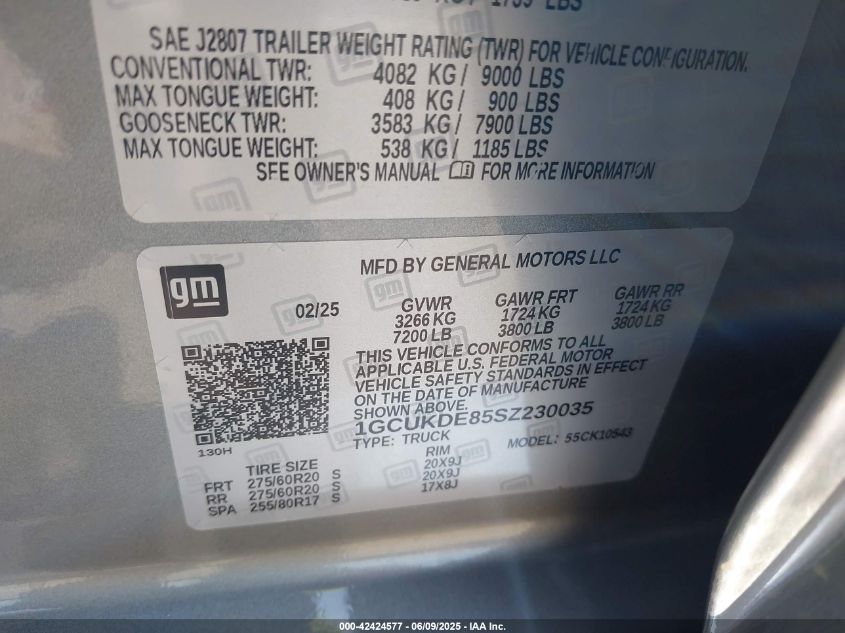 KG / 1759 LBS
SAE J2807 TRAILER WEIGHT RATING (TWR) FOR VEHICLE CONFIGURATION.
CONVENTIONAL TWR: 4082 KG / 9000 LBS
MAX TONGUE WEIGHT: 408 KG / 900 LBS
GOOSENECK TWR: 3583 KG / 7900 LBS
MAX TONGUE WEIGHT: 538 KG / 1185 LBS
SEE OWNER'S MANUAL FOR MORE INFORMATION
gm
MFD BY GENERAL MOTORS LLC
02/25
GVWR GAWR FRT GAWR RR
3266 KG 1724 KG 1724 KG
7200 LB 3800 LB 3800 LB
THIS VEHICLE CONFORMS TO ALL
APPLICABLE U.S. FEDERAL MOTOR
VEHICLE SAFETY STANDARDS IN EFFECT
ON THE DATE OF MANUFACTURE
SHOWN ABOVE.
1GCUKDE85SZ230035
TYPE: TRUCK MODEL: 55CK10543
130H
TIRE SIZE RIM
FRT 275/60R20 S 20X9J
RR 275/60R20 S 20X9J
SPA 255/80R17 S 17X8J
000-42424577 - 06/09/2025 - IAA Inc.